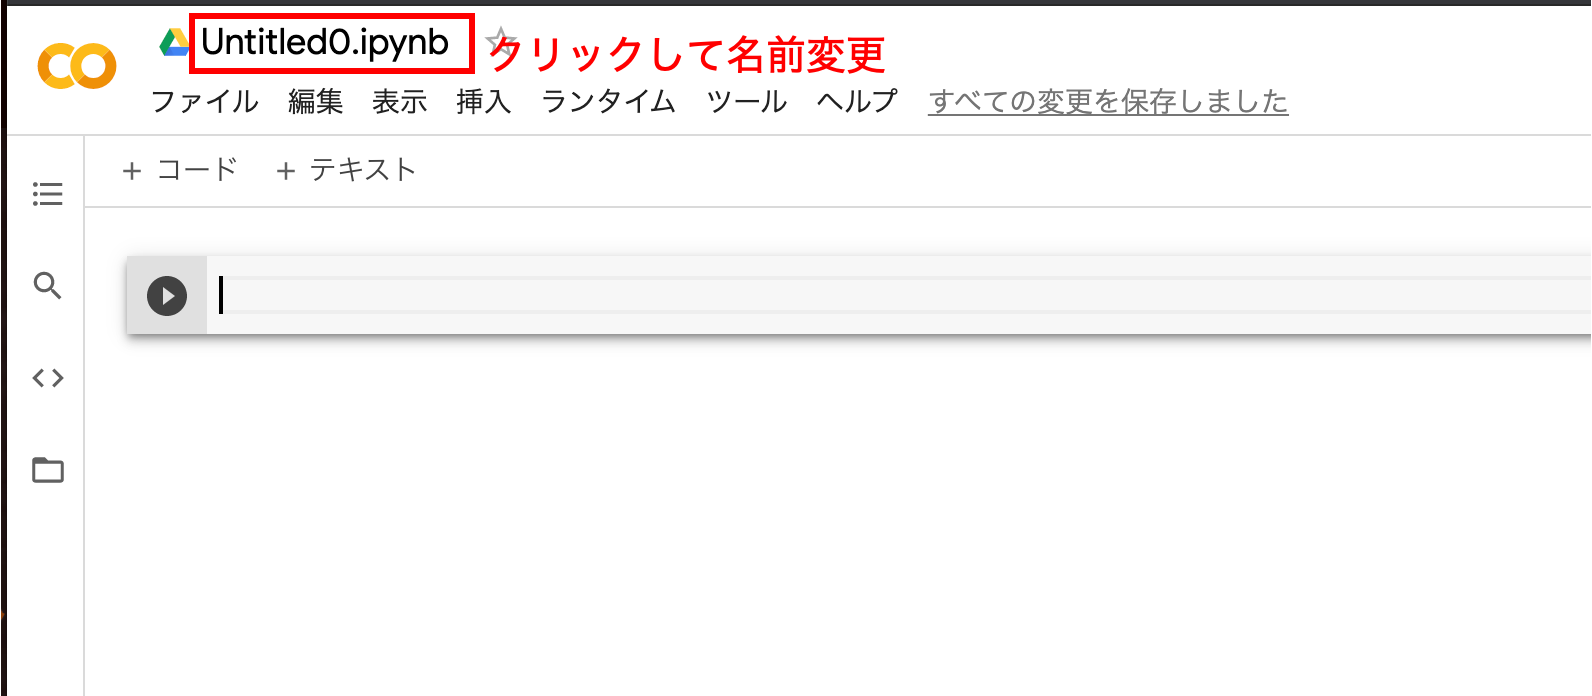 Untitled0.ipynb クリックして名前変更
ファイル 編集 表示 挿入 ランタイム ツール ヘルプ すべての変更を保存しました
+ コード + テキスト